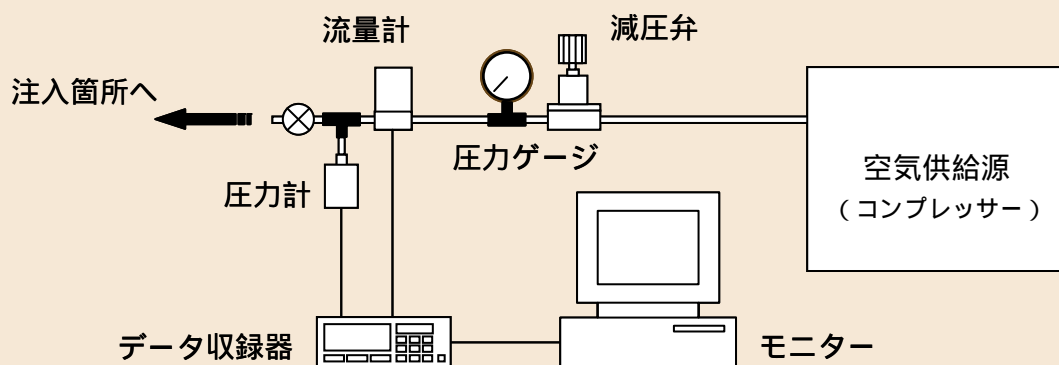 流量計
減圧弁
注入箇所へ
圧力ゲージ
空気供給源
（コンプレッサー）
圧力計
データ収録器
モニター